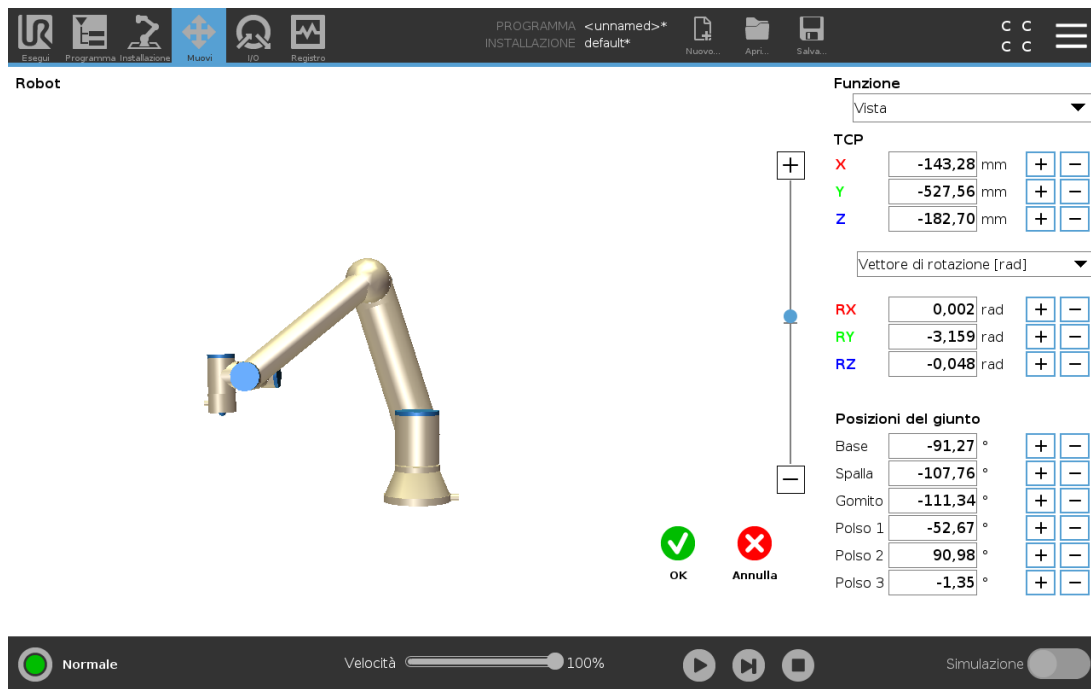 PROGRAMMA <unnamed>*
INSTALLAZIONE default*
Esegui Programma Installazione Muovi I/O Registro Nuovo... Apri... Salva...
C C
C C
Robot
Funzione
Vista
TCP
X -143,28 mm + −
Y -527,56 mm + −
Z -182,70 mm + −
Vettore di rotazione [rad]
RX 0,002 rad + −
RY -3,159 rad + −
RZ -0,048 rad + −
Posizioni del giunto
Base -91,27 ° + −
Spalla -107,76 ° + −
Gomito -111,34 ° + −
Polso 1 -52,67 ° + −
Polso 2 90,98 ° + −
Polso 3 -1,35 ° + −
+
−
OK Annulla
Normale Velocità 100% Simulazione